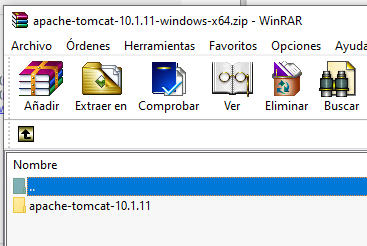 apache-tomcat-10.1.11-windows-x64.zip - WinRAR
Archivo Órdenes Herramientas Favoritos Opciones Ayuda
Añadir Extraer en Comprobar Ver Eliminar Buscar
Nombre
..
apache-tomcat-10.1.11